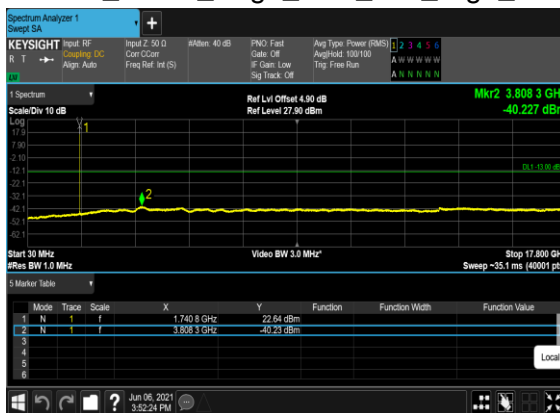 Spectrum Analyzer 1
Swept SA
KEYSIGHT Input: RF Input Z: 50 Ω #Atten: 40 dB PNO: Fast Avg Type: Power (RMS) 1 2 3 4 5 6
R T Coupling: DC Corr CCorr Gate: Off Avg|Hold: 100/100 A W W W W W
Align: Auto Freq Ref: Int (S) IF Gain: Low Trig: Free Run
Sig Track: Off A N N N N N
LU
1 Spectrum Ref Lvl Offset 4.90 dB Mkr2 3.808 3 GH
Scale/Div 10 dB Ref Level 27.90 dBm -40.227 dBr
Log
17.9
7.90
-2.10
-12.1
-22.1
-32.1
-42.1
-52.1
-62.1
1
2
DL1 -13.00 dB
Start 30 MHz Video BW 3.0 MHz* Stop 17.800 GH
#Res BW 1.0 MHz Sweep ~35.1 ms (40001 pt
5 Marker Table
Mode Trace Scale X Y Function Function Width Function Value
1 N 1 f 1.740 8 GHz 22.64 dBm
2 N 1 f 3.808 3 GHz -40.23 dBm
3
4
5
6
Local
? Jun 06, 2021
3:52:24 PM